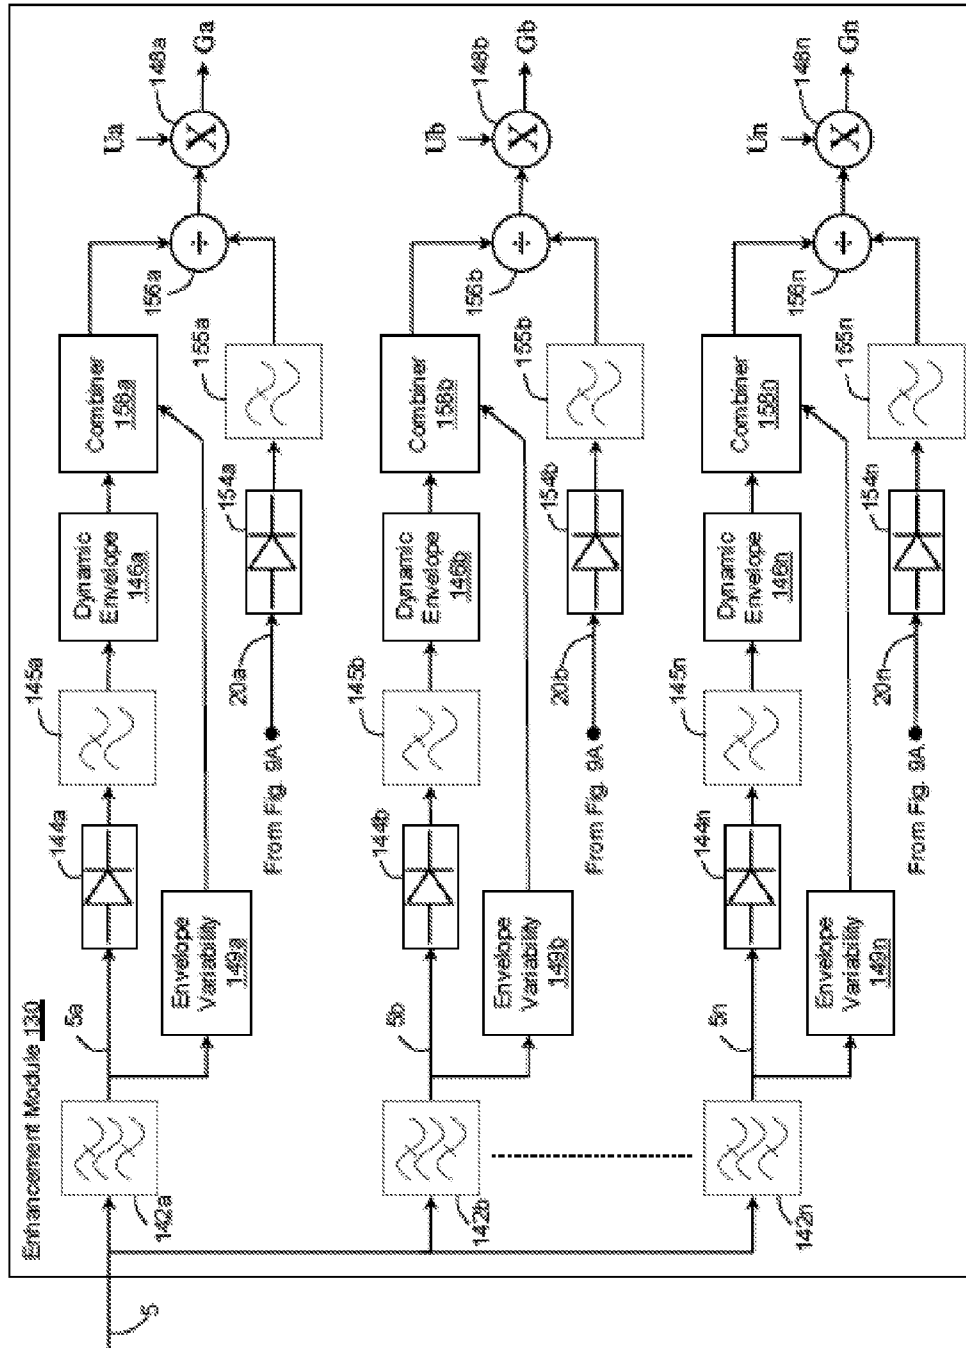 Enhancement Module 130
5
142a
5a
Envelope
Variability
149a
144a
145a
Dynamic
Envelope
146a
Combiner
158a
From Fig. 9A
20a
154a
155a
÷
156a
Ua
X
148a
Ga
142b
5b
Envelope
Variability
149b
144b
145b
Dynamic
Envelope
146b
Combiner
158b
From Fig. 9A
20b
154b
155b
÷
156b
Ub
X
148b
Gb
142n
5n
Envelope
Variability
149n
144n
145n
Dynamic
Envelope
146n
Combiner
158n
From Fig. 9A
20n
154n
155n
÷
156n
Un
X
148n
Gn